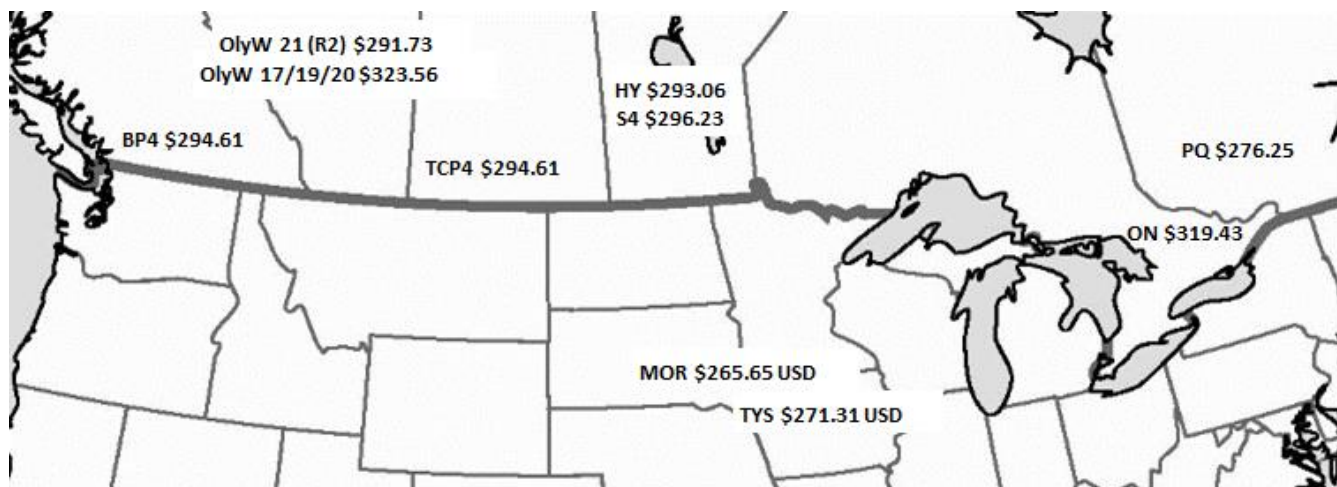 OlyW 21 (R2) $291.73
OlyW 17/19/20 $323.56
HY $293.06
S4 $296.23
BP4 $294.61
TCP4 $294.61
PQ $276.25
ON $319.43
MOR $265.65 USD
TYS $271.31 USD